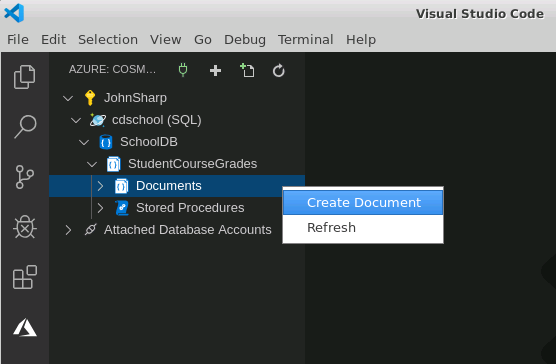 Visual Studio Code
File Edit Selection View Go Debug Terminal Help
AZURE: COSM...
JohnSharp
cdschool (SQL)
SchoolDB
StudentCourseGrades
Documents
Create Document
Stored Procedures
Refresh
Attached Database Accounts